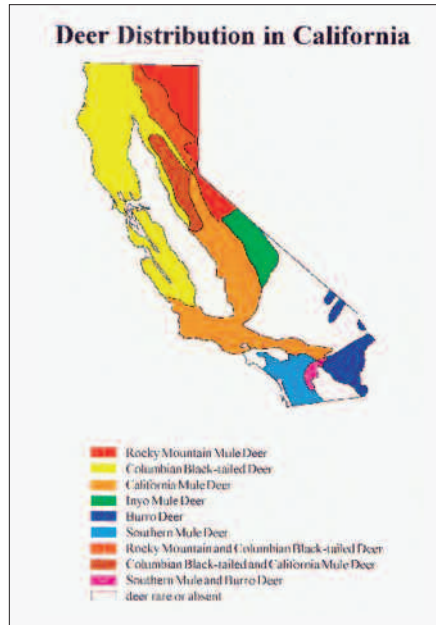 Deer Distribution in California
Rocky Mountain Mule Deer
Columbian Black-tailed Deer
California Mule Deer
Inyo Mule Deer
Burro Deer
Southern Mule Deer
Rocky Mountain and Columbian Black-tailed Deer
Columbian Black-tailed and California Mule Deer
Southern Mule and Burro Deer
deer rare or absent